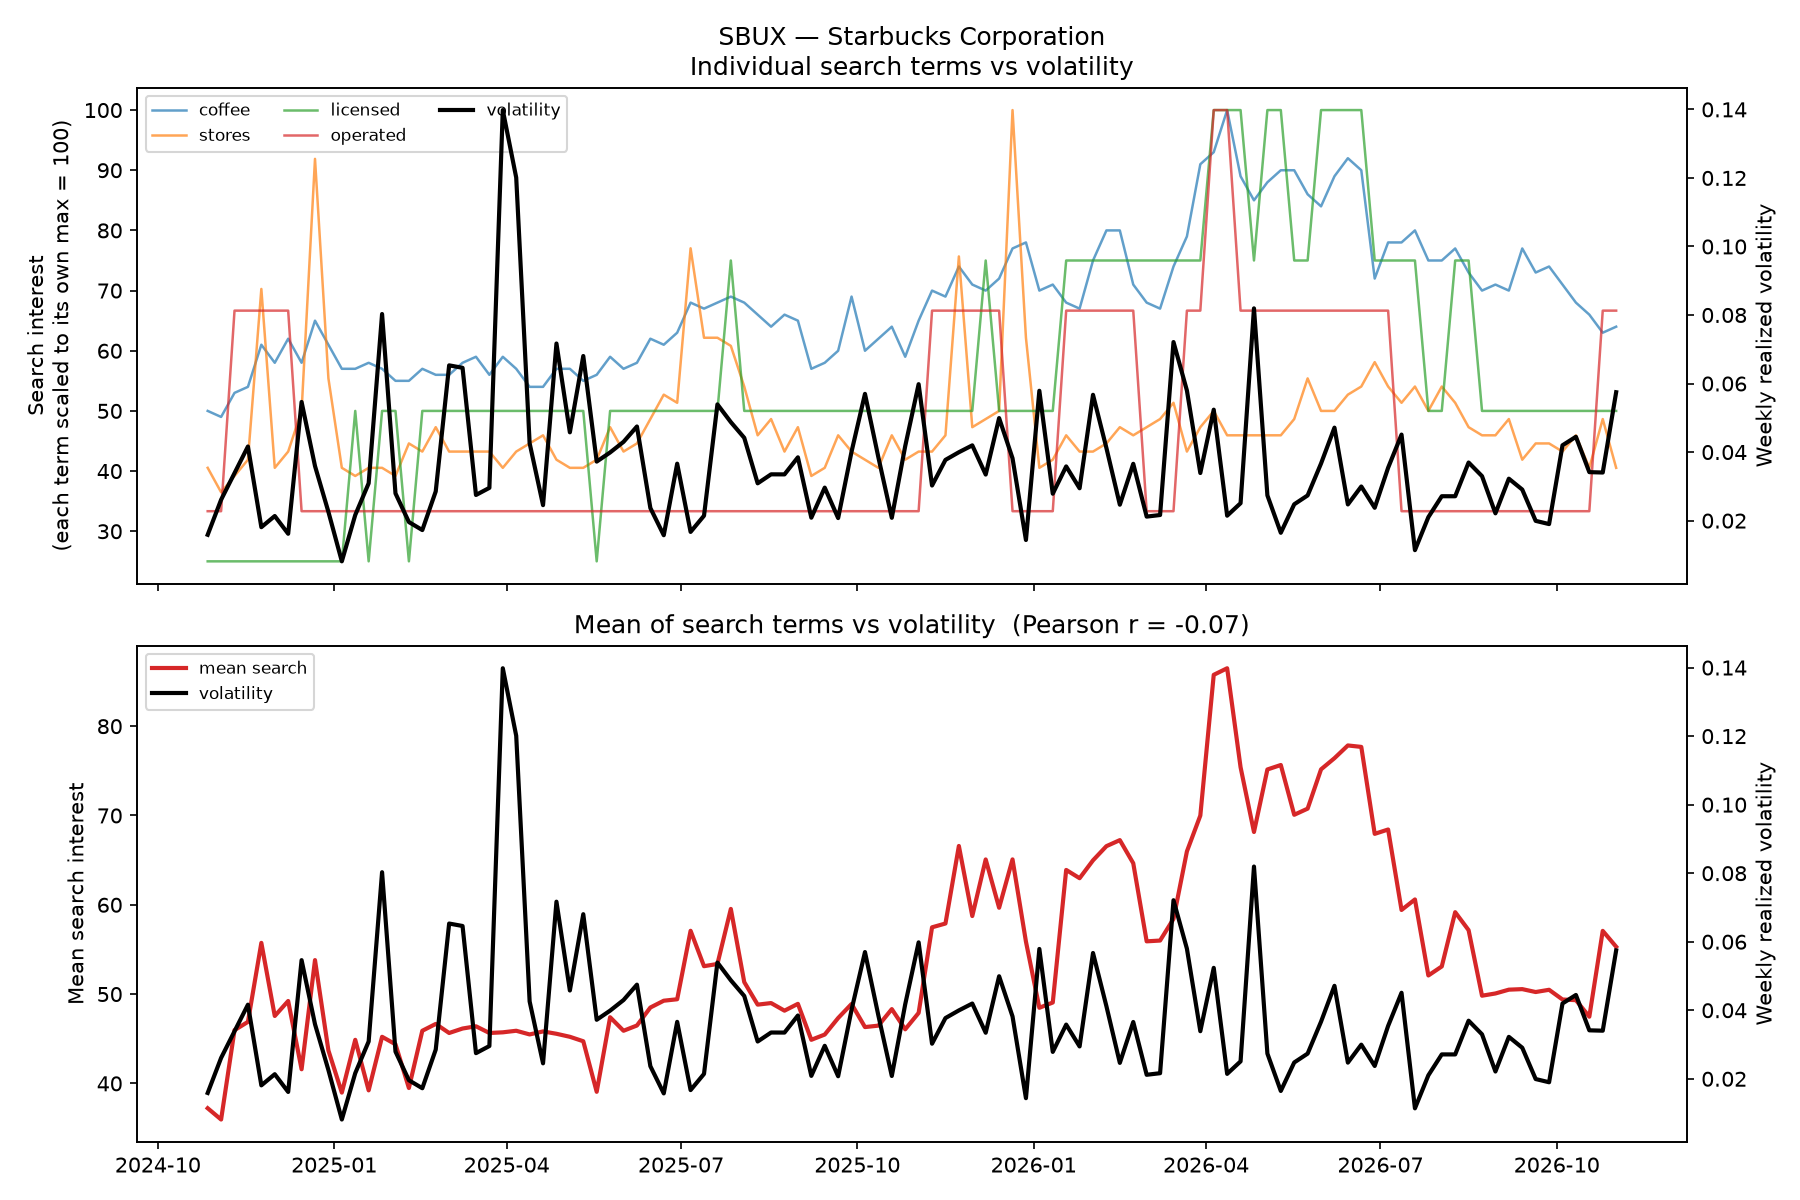 SBUX — Starbucks Corporation
Individual search terms vs volatility
coffee
stores
licensed
operated
volatility
Search interest
(each term scaled to its own max = 100)
100
90
80
70
60
50
40
30
0.14
0.12
0.10
0.08
0.06
0.04
0.02
Weekly realized volatility
Mean of search terms vs volatility (Pearson r = -0.07)
mean search
volatility
Mean search interest
80
70
60
50
40
0.14
0.12
0.10
0.08
0.06
0.04
0.02
Weekly realized volatility
2024-10
2025-01
2025-04
2025-07
2025-10
2026-01
2026-04
2026-07
2026-10